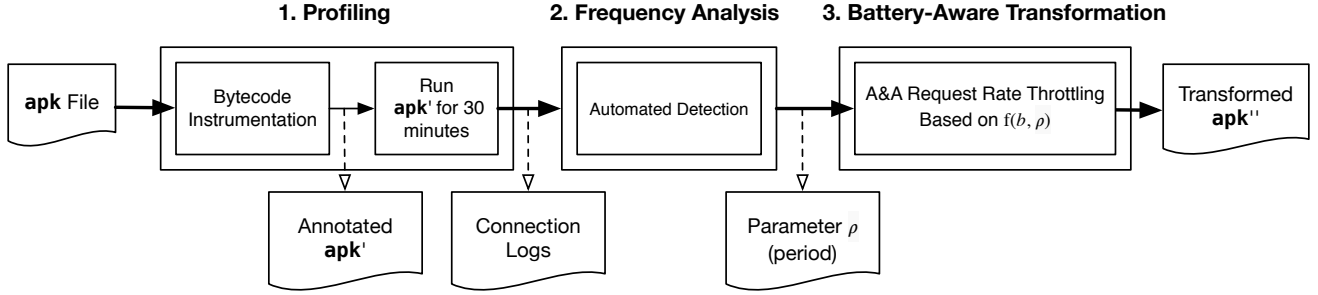 1. Profiling
2. Frequency Analysis
3. Battery-Aware Transformation
apk File
Bytecode
Instrumentation
Run
apk' for 30
minutes
Automated Detection
A&A Request Rate Throttling
Based on f(b, ρ)
Transformed
apk''
Annotated
apk'
Connection
Logs
Parameter ρ
(period)